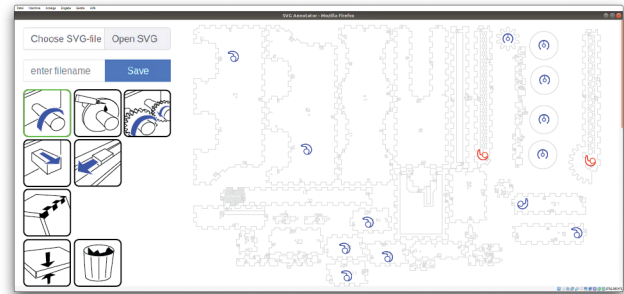 SVG Annotator - Mozilla Firefox
Choose SVG-file
Open SVG
enter filename
Save